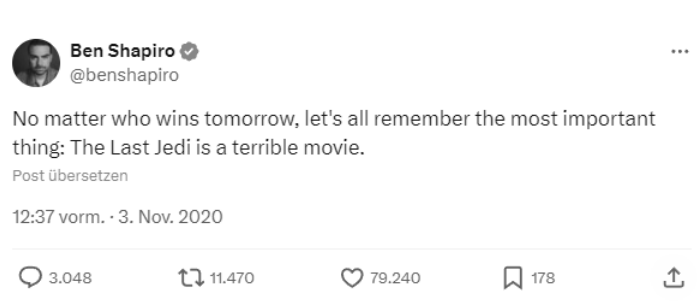 Ben Shapiro
@benshapiro
No matter who wins tomorrow, let's all remember the most important
thing: The Last Jedi is a terrible movie.
Post übersetzen
12:37 vorm. · 3. Nov. 2020
3.048 11.470 79.240 178